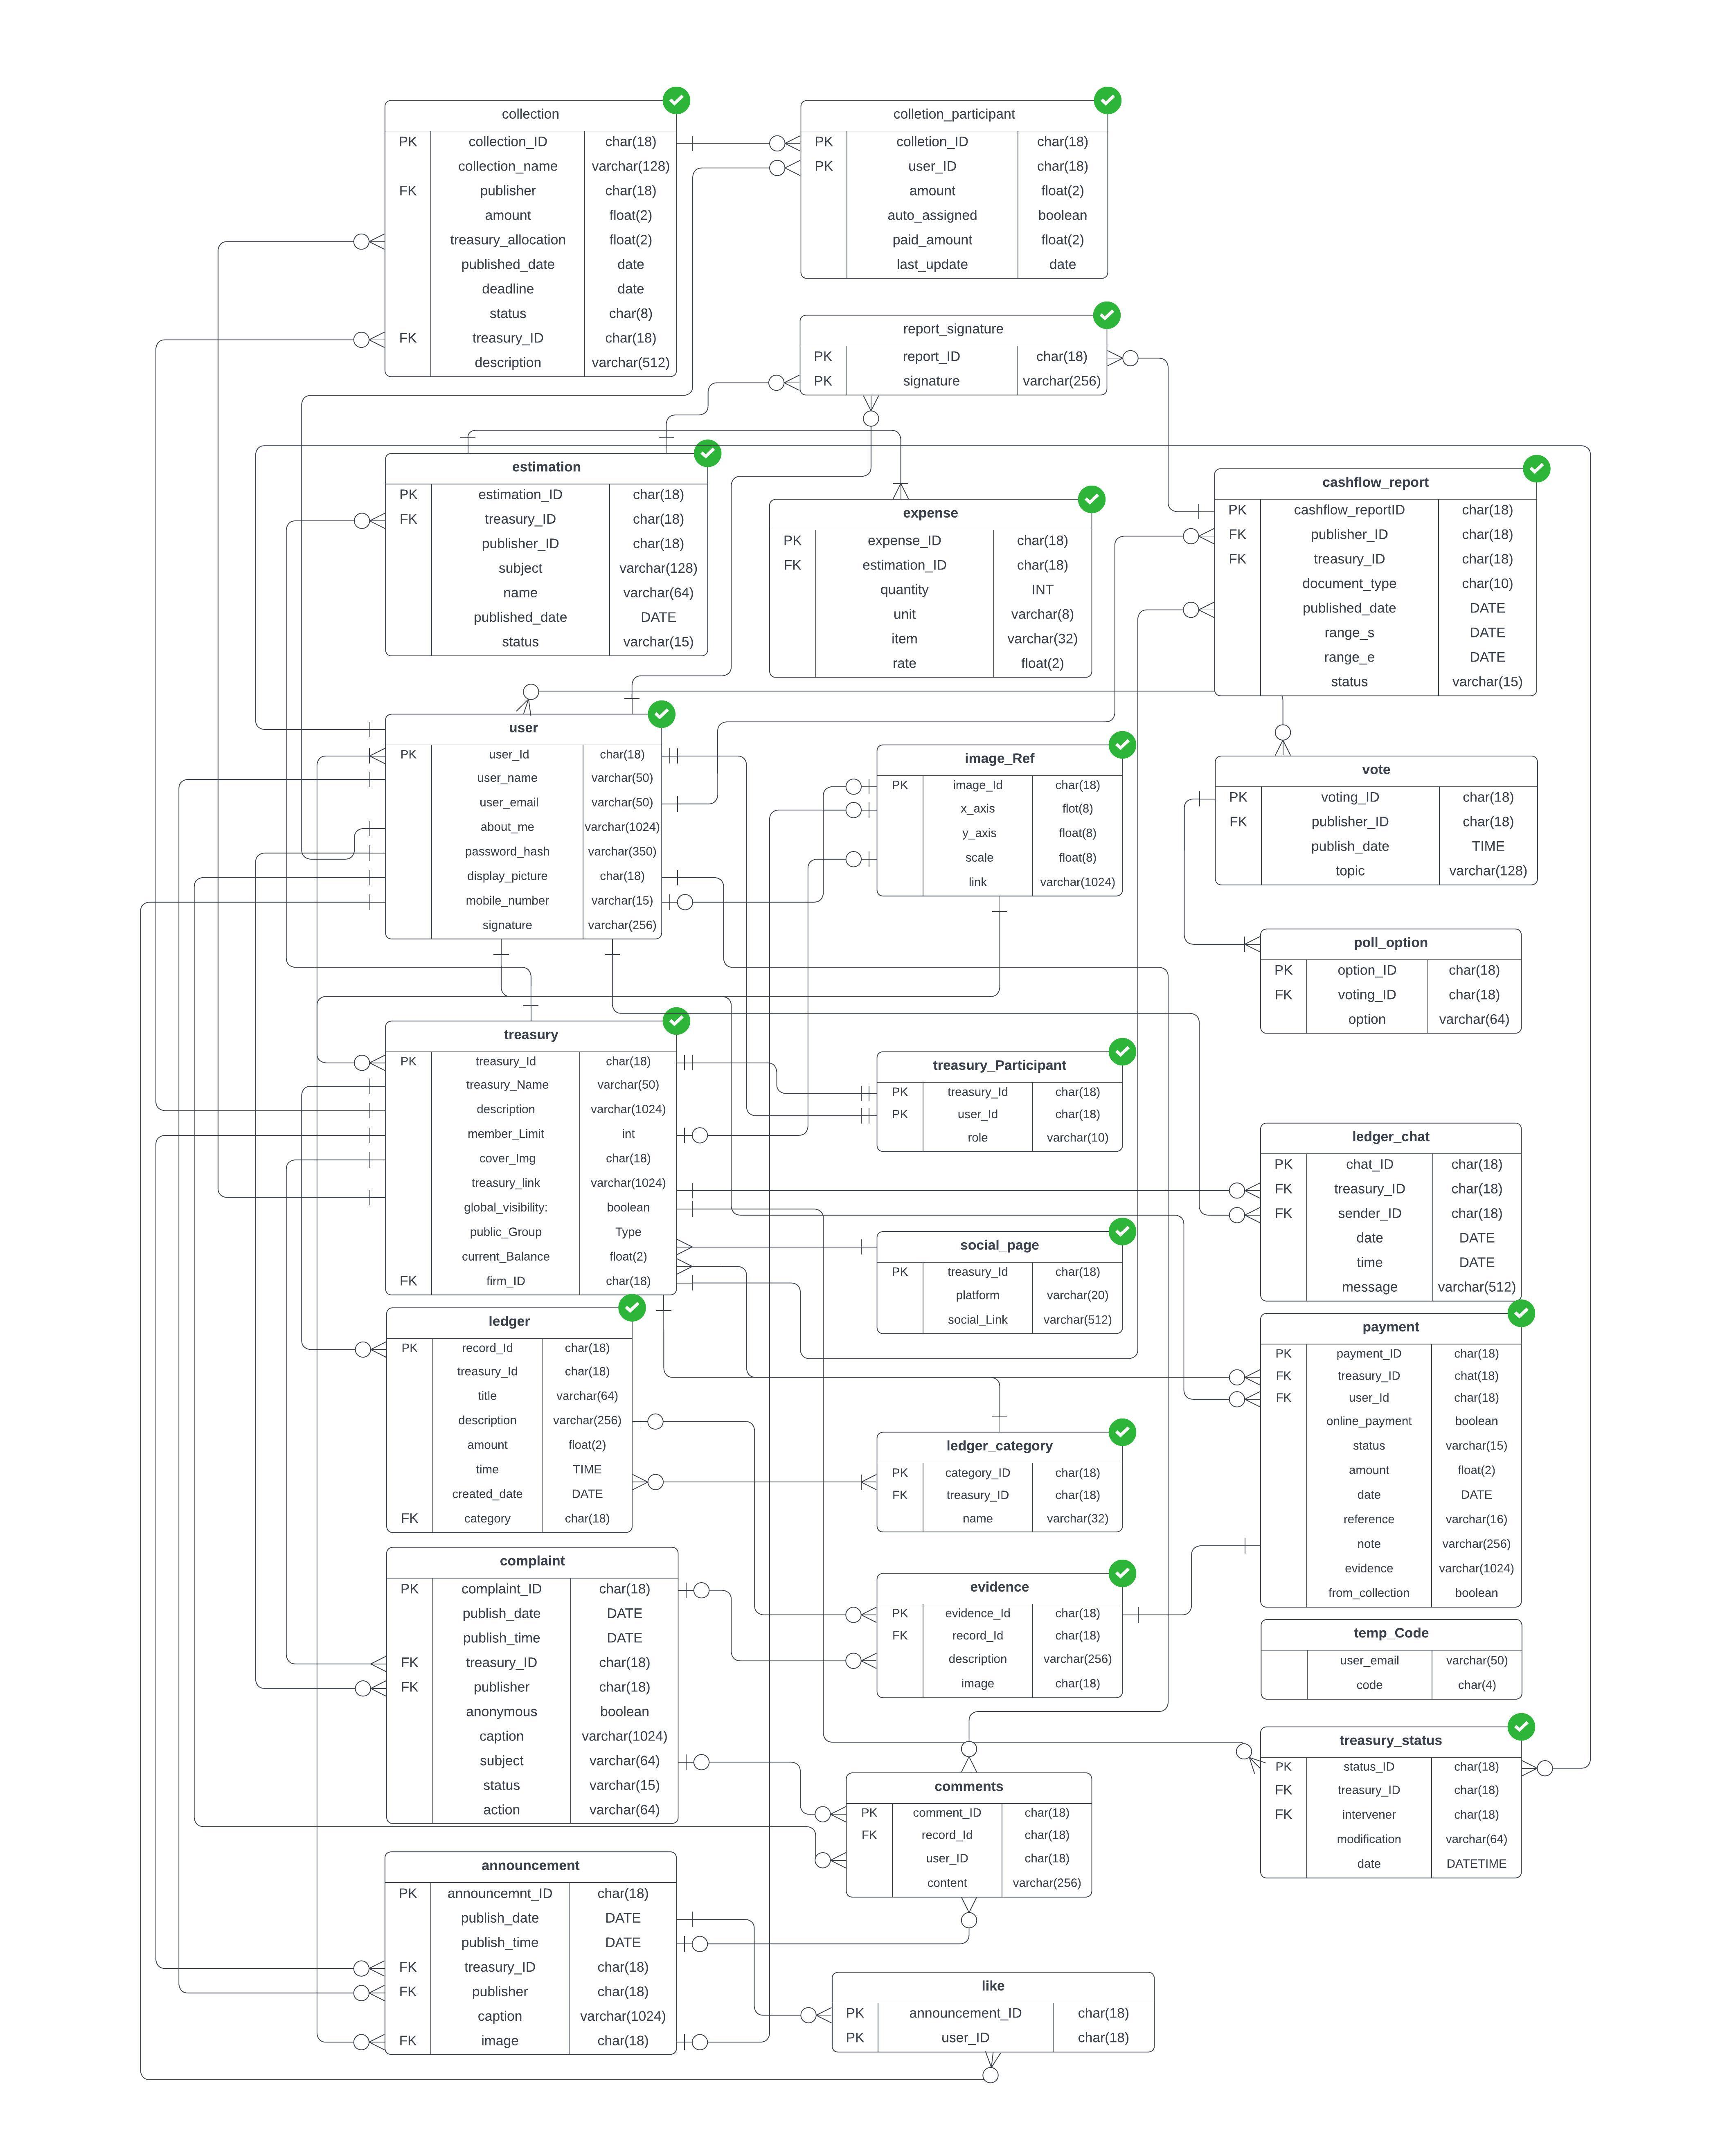 collection
PK collection_ID char(18)
collection_name varchar(128)
FK publisher char(18)
amount float(2)
treasury_allocation float(2)
published_date date
deadline date
status char(8)
FK treasury_ID char(18)
description varchar(512)
colletion_participant
PK colletion_ID char(18)
PK user_ID char(18)
amount float(2)
auto_assigned boolean
paid_amount float(2)
last_update date
report_signature
PK report_ID char(18)
PK signature varchar(256)
estimation
PK estimation_ID char(18)
FK treasury_ID char(18)
publisher_ID char(18)
subject varchar(128)
name varchar(64)
published_date DATE
status varchar(15)
expense
PK expense_ID char(18)
FK estimation_ID char(18)
quantity INT
unit varchar(8)
item varchar(32)
rate float(2)
cashflow_report
PK cashflow_reportID char(18)
FK publisher_ID char(18)
FK treasury_ID char(18)
document_type char(10)
published_date DATE
range_s DATE
range_e DATE
status varchar(15)
user
PK user_Id char(18)
user_name varchar(50)
user_email varchar(50)
about_me varchar(1024)
password_hash varchar(350)
display_picture char(18)
mobile_number varchar(15)
signature varchar(256)
image_Ref
PK image_Id char(18)
x_axis flot(8)
y_axis float(8)
scale float(8)
link varchar(1024)
vote
PK voting_ID char(18)
FK publisher_ID char(18)
publish_date TIME
topic varchar(128)
poll_option
PK option_ID char(18)
FK voting_ID char(18)
option varchar(64)
treasury
PK treasury_Id char(18)
treasury_Name varchar(50)
description varchar(1024)
member_Limit int
cover_Img char(18)
treasury_link varchar(1024)
global_visibility: boolean
public_Group Type
current_Balance float(2)
FK firm_ID char(18)
treasury_Participant
PK treasury_Id char(18)
PK user_Id char(18)
role varchar(10)
ledger_chat
PK chat_ID char(18)
FK treasury_ID char(18)
FK sender_ID char(18)
date DATE
time DATE
message varchar(512)
social_page
PK treasury_Id char(18)
platform varchar(20)
social_Link varchar(512)
ledger
PK record_Id char(18)
treasury_Id char(18)
title varchar(64)
description varchar(256)
amount float(2)
time TIME
created_date DATE
FK category char(18)
payment
PK payment_ID char(18)
FK treasury_ID chat(18)
FK user_Id char(18)
online_payment boolean
status varchar(15)
amount float(2)
date DATE
reference varchar(16)
note varchar(256)
evidence varchar(1024)
from_collection boolean
ledger_category
PK category_ID char(18)
FK treasury_ID char(18)
name varchar(32)
complaint
PK complaint_ID char(18)
publish_date DATE
publish_time DATE
FK treasury_ID char(18)
FK publisher char(18)
anonymous boolean
caption varchar(1024)
subject varchar(64)
status varchar(15)
action varchar(64)
evidence
PK evidence_Id char(18)
FK record_Id char(18)
description varchar(256)
image char(18)
temp_Code
user_email varchar(50)
code char(4)
treasury_status
PK status_ID char(18)
FK treasury_ID char(18)
FK intervener char(18)
modification varchar(64)
date DATETIME
comments
PK comment_ID char(18)
FK record_Id char(18)
user_ID char(18)
content varchar(256)
announcement
PK announcemnt_ID char(18)
publish_date DATE
publish_time DATE
FK treasury_ID char(18)
FK publisher char(18)
caption varchar(1024)
FK image char(18)
like
PK announcement_ID char(18)
PK user_ID char(18)